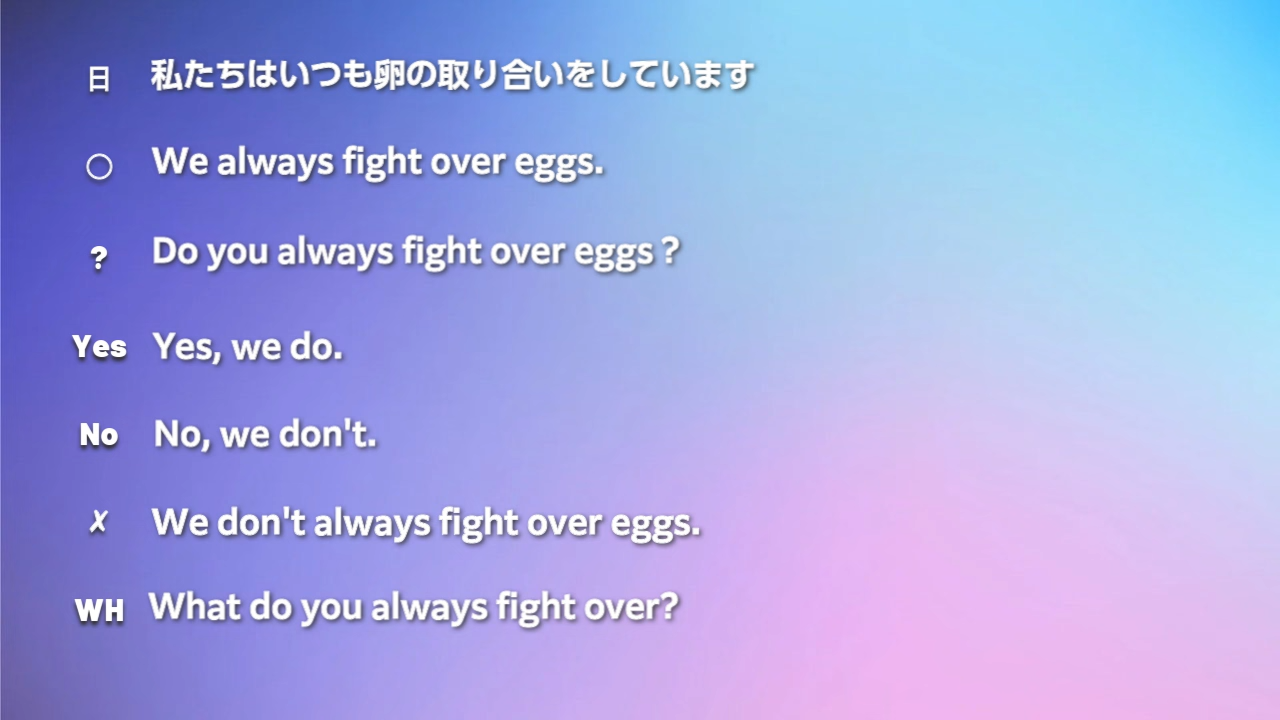 日 私たちはいつも卵の取り合いをしています
○ We always fight over eggs.
? Do you always fight over eggs ?
Yes Yes, we do.
No No, we don't.
✗ We don't always fight over eggs.
WH What do you always fight over?